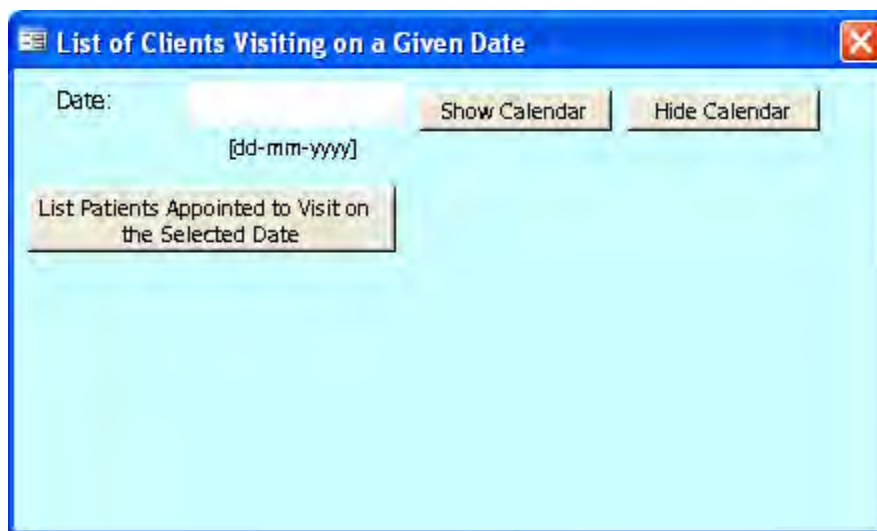 List of Clients Visiting on a Given Date
Date:
Show Calendar
Hide Calendar
[dd-mm-yyyy]
List Patients Appointed to Visit on
the Selected Date